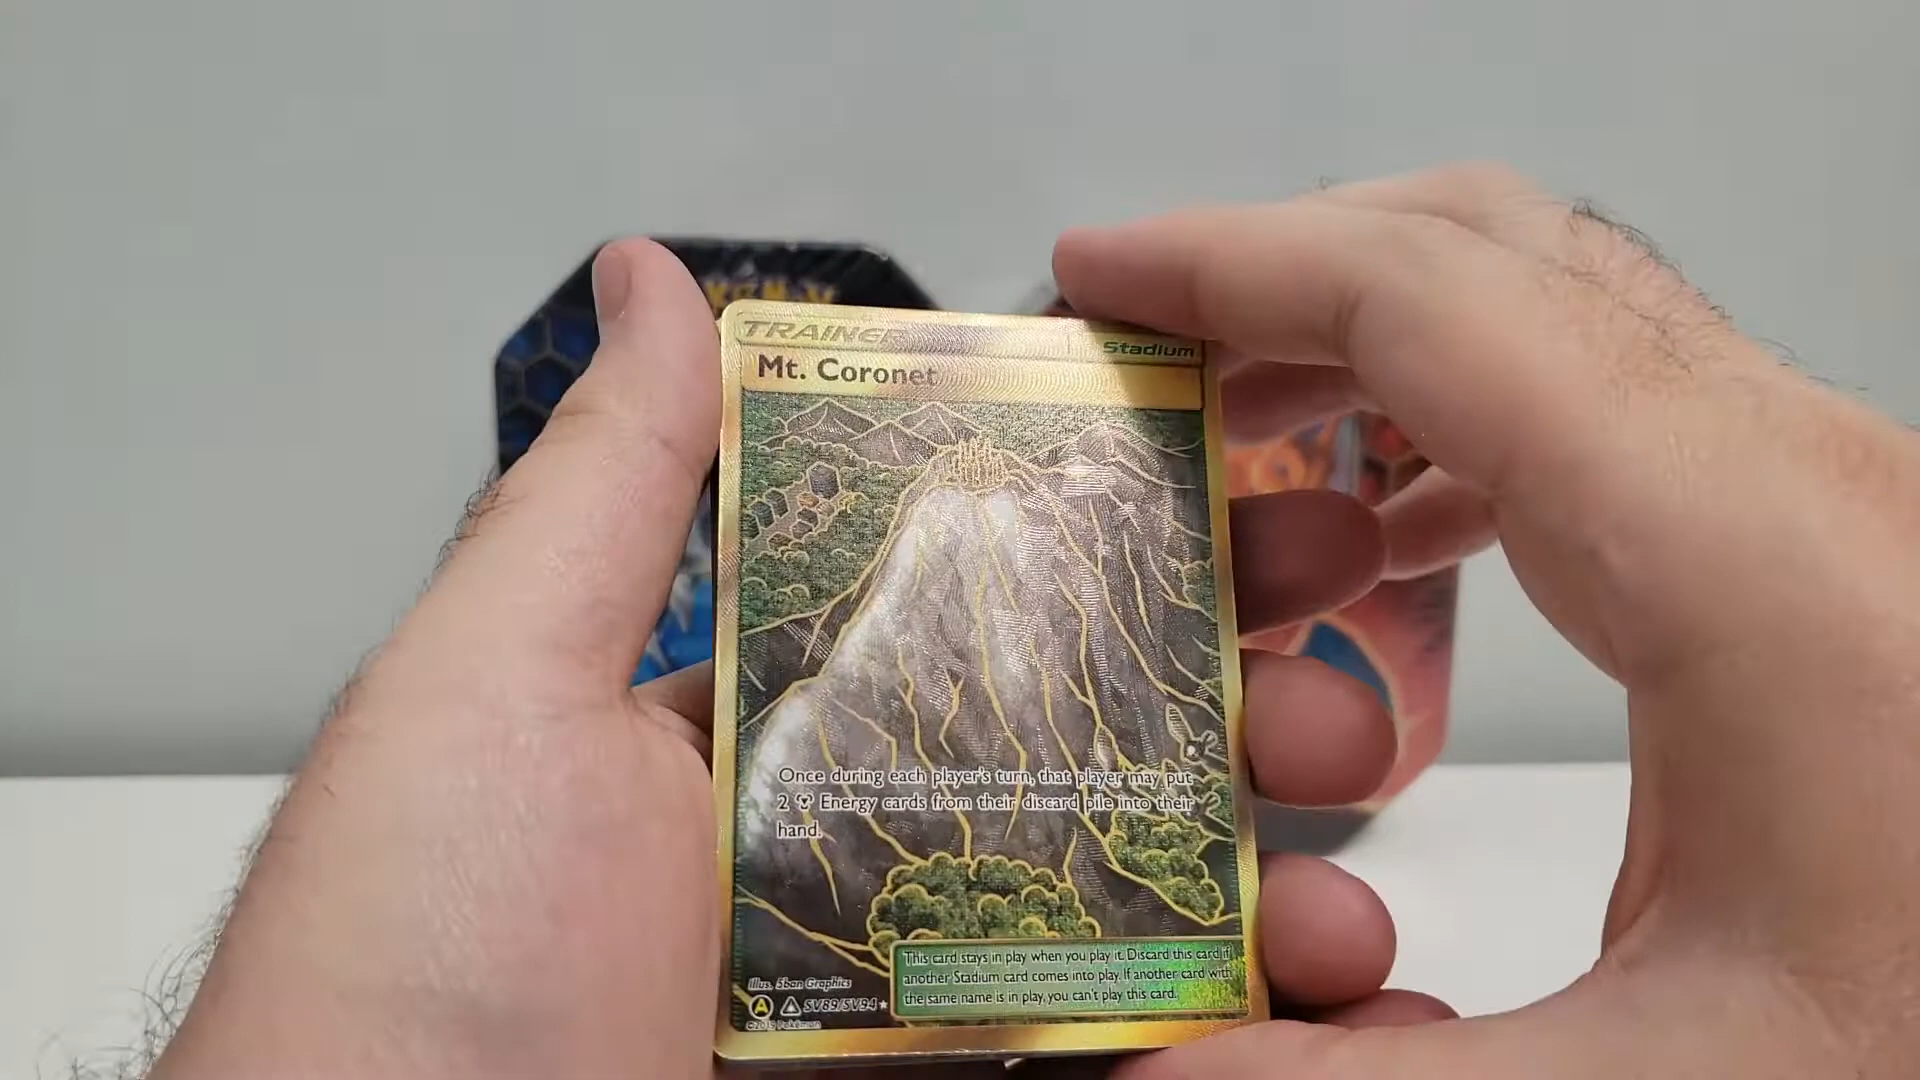 POKÉMON
TRAINER
Stadium
Mt. Coronet
Once during each player's turn, that player may put
2 Energy cards from their discard pile into their
hand.
This card stays in play when you play it. Discard this card if
another Stadium card comes into play. If another card with
the same name is in play, you can't play this card.
Illus. 5ban Graphics
A SV89/SV94
©2019 Pokémon